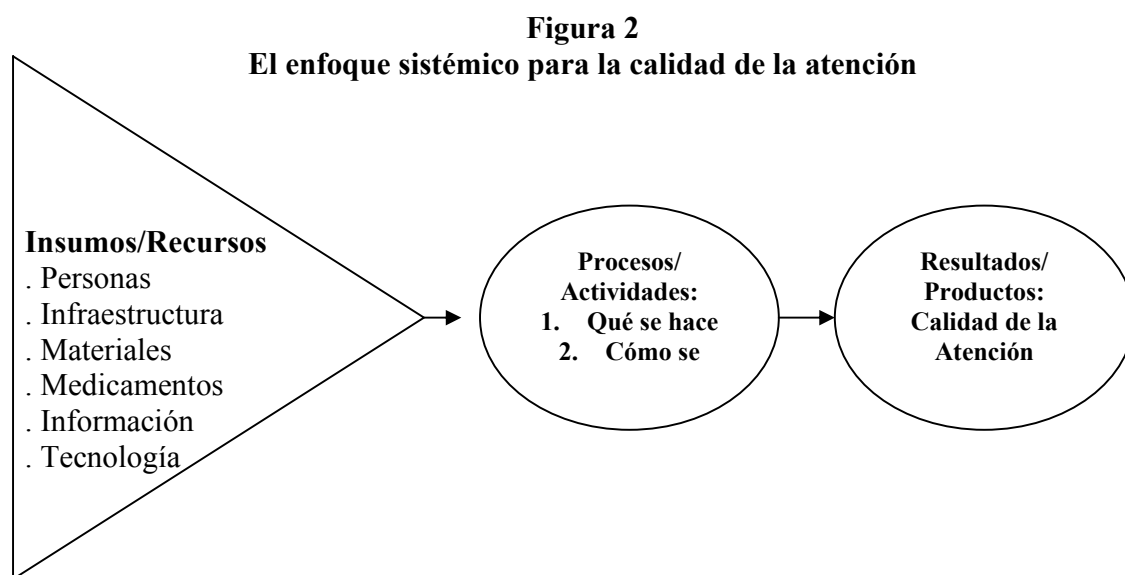 Figura 2
El enfoque sistémico para la calidad de la atención
Insumos/Recursos
. Personas
. Infraestructura
. Materiales
. Medicamentos
. Información
. Tecnología
Procesos/
Actividades:
1. Qué se hace
2. Cómo se
Resultados/
Productos:
Calidad de la
Atención